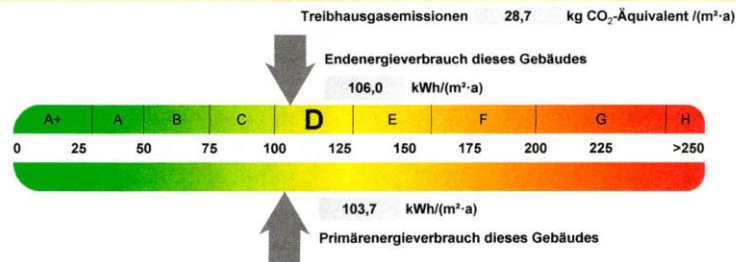 Treibhausgasemissionen 28,7 kg CO₂-Äquivalent /(m²·a)
Endenergieverbrauch dieses Gebäudes
106,0 kWh/(m²·a)
A+ A B C D E F G H
0 25 50 75 100 125 150 175 200 225 >250
103,7 kWh/(m²·a)
Primärenergieverbrauch dieses Gebäudes